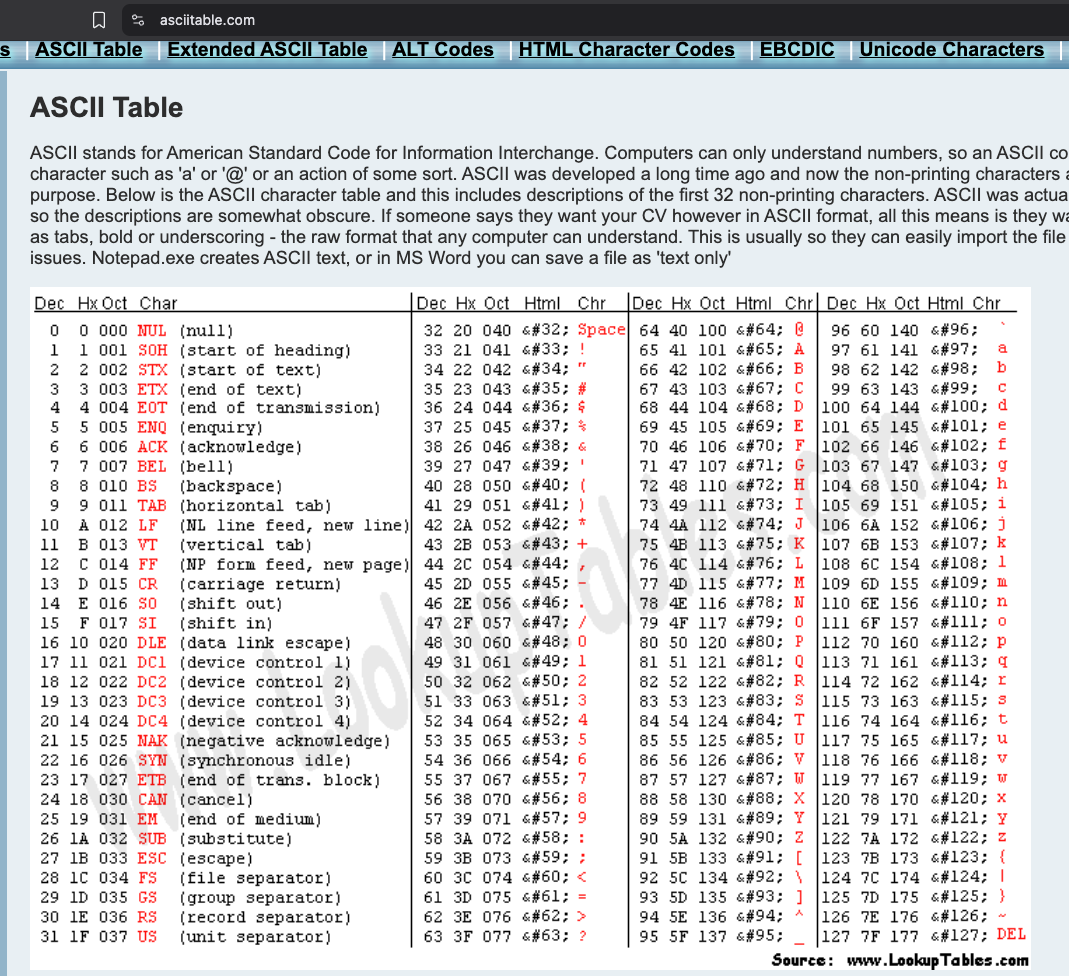 asciitable.com
s | ASCII Table | Extended ASCII Table | ALT Codes | HTML Character Codes | EBCDIC | Unicode Characters |
ASCII Table
ASCII stands for American Standard Code for Information Interchange. Computers can only understand numbers, so an ASCII co
character such as 'a' or '@' or an action of some sort. ASCII was developed a long time ago and now the non-printing characters a
purpose. Below is the ASCII character table and this includes descriptions of the first 32 non-printing characters. ASCII was actua
so the descriptions are somewhat obscure. If someone says they want your CV however in ASCII format, all this means is they wa
as tabs, bold or underscoring - the raw format that any computer can understand. This is usually so they can easily import the file
issues. Notepad.exe creates ASCII text, or in MS Word you can save a file as 'text only'
Dec Hx Oct Char Dec Hx Oct Html Chr Dec Hx Oct Html Chr Dec Hx Oct Html Chr
0 0 000 NUL (null) 32 20 040 &#32; Space 64 40 100 &#64; @ 96 60 140 &#96; `
1 1 001 SOH (start of heading) 33 21 041 &#33; ! 65 41 101 &#65; A 97 61 141 &#97; a
2 2 002 STX (start of text) 34 22 042 &#34; " 66 42 102 &#66; B 98 62 142 &#98; b
3 3 003 ETX (end of text) 35 23 043 &#35; # 67 43 103 &#67; C 99 63 143 &#99; c
4 4 004 EOT (end of transmission) 36 24 044 &#36; $ 68 44 104 &#68; D 100 64 144 &#100; d
5 5 005 ENQ (enquiry) 37 25 045 &#37; % 69 45 105 &#69; E 101 65 145 &#101; e
6 6 006 ACK (acknowledge) 38 26 046 &#38; & 70 46 106 &#70; F 102 66 146 &#102; f
7 7 007 BEL (bell) 39 27 047 &#39; ' 71 47 107 &#71; G 103 67 147 &#103; g
8 8 010 BS (backspace) 40 28 050 &#40; ( 72 48 110 &#72; H 104 68 150 &#104; h
9 9 011 TAB (horizontal tab) 41 29 051 &#41; ) 73 49 111 &#73; I 105 69 151 &#105; i
10 A 012 LF (NL line feed, new line) 42 2A 052 &#42; * 74 4A 112 &#74; J 106 6A 152 &#106; j
11 B 013 VT (vertical tab) 43 2B 053 &#43; + 75 4B 113 &#75; K 107 6B 153 &#107; k
12 C 014 FF (NP form feed, new page) 44 2C 054 &#44; , 76 4C 114 &#76; L 108 6C 154 &#108; l
13 D 015 CR (carriage return) 45 2D 055 &#45; - 77 4D 115 &#77; M 109 6D 155 &#109; m
14 E 016 SO (shift out) 46 2E 056 &#46; . 78 4E 116 &#78; N 110 6E 156 &#110; n
15 F 017 SI (shift in) 47 2F 057 &#47; / 79 4F 117 &#79; O 111 6F 157 &#111; o
16 10 020 DLE (data link escape) 48 30 060 &#48; 0 80 50 120 &#80; P 112 70 160 &#112; p
17 11 021 DC1 (device control 1) 49 31 061 &#49; 1 81 51 121 &#81; Q 113 71 161 &#113; q
18 12 022 DC2 (device control 2) 50 32 062 &#50; 2 82 52 122 &#82; R 114 72 162 &#114; r
19 13 023 DC3 (device control 3) 51 33 063 &#51; 3 83 53 123 &#83; S 115 73 163 &#115; s
20 14 024 DC4 (device control 4) 52 34 064 &#52; 4 84 54 124 &#84; T 116 74 164 &#116; t
21 15 025 NAK (negative acknowledge) 53 35 065 &#53; 5 85 55 125 &#85; U 117 75 165 &#117; u
22 16 026 SYN (synchronous idle) 54 36 066 &#54; 6 86 56 126 &#86; V 118 76 166 &#118; v
23 17 027 ETB (end of trans. block) 55 37 067 &#55; 7 87 57 127 &#87; W 119 77 167 &#119; w
24 18 030 CAN (cancel) 56 38 070 &#56; 8 88 58 130 &#88; X 120 78 170 &#120; x
25 19 031 EM (end of medium) 57 39 071 &#57; 9 89 59 131 &#89; Y 121 79 171 &#121; y
26 1A 032 SUB (substitute) 58 3A 072 &#58; : 90 5A 132 &#90; Z 122 7A 172 &#122; z
27 1B 033 ESC (escape) 59 3B 073 &#59; ; 91 5B 133 &#91; [ 123 7B 173 &#123; {
28 1C 034 FS (file separator) 60 3C 074 &#60; < 92 5C 134 &#92; \ 124 7C 174 &#124; |
29 1D 035 GS (group separator) 61 3D 075 &#61; = 93 5D 135 &#93; ] 125 7D 175 &#125; }
30 1E 036 RS (record separator) 62 3E 076 &#62; > 94 5E 136 &#94; ^ 126 7E 176 &#126; ~
31 1F 037 US (unit separator) 63 3F 077 &#63; ? 95 5F 137 &#95; _ 127 7F 177 &#127; DEL
www.LookupTables.com
Source: www.LookupTables.com